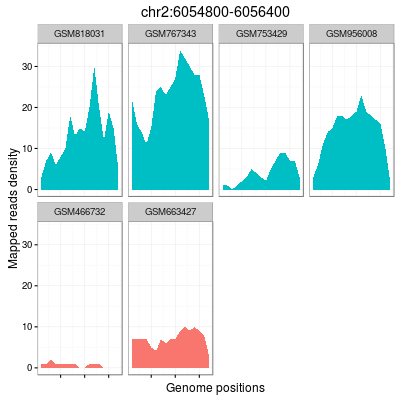 chr2:6054800-6056400
GSM818031 GSM767343 GSM753429 GSM956008
30
20
10
0
GSM466732 GSM663427
30
20
10
0
Mapped reads density
Genome positions